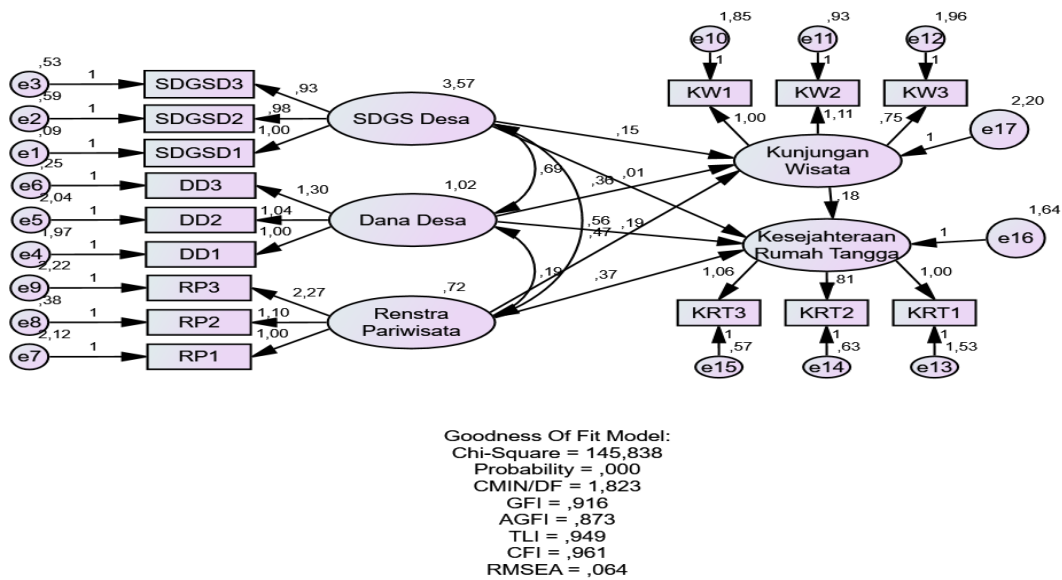 ,53
e3
1
SDGSD3
,93
,59
e2
1
SDGSD2
,98
,09
e1
1
SDGSD1
1,00
3,57
SDGS Desa
,25
e6
1
DD3
1,30
2,04
e5
1
DD2
1,04
1,97
e4
1
DD1
1,00
1,02
Dana Desa
2,22
e9
1
RP3
2,27
,38
e8
1
RP2
1,10
2,12
e7
1
RP1
1,00
,72
Renstra
Pariwisata
,69
,19
,47
,15
,01
,36
,56
,19
,37
,18
1,85
e10
1
KW1
1,00
,93
e11
1
KW2
1,11
1,96
e12
1
KW3
,75
2,20
e17
1
Kunjungan
Wisata
1,64
e16
1
Kesejahteraan
Rumah Tangga
1,06
,81
1,00
KRT3
KRT2
KRT1
1
,57
e15
1
,63
e14
1
1,53
e13
Goodness Of Fit Model:
Chi-Square = 145,838
Probability = ,000
CMIN/DF = 1,823
GFI = ,916
AGFI = ,873
TLI = ,949
CFI = ,961
RMSEA = ,064